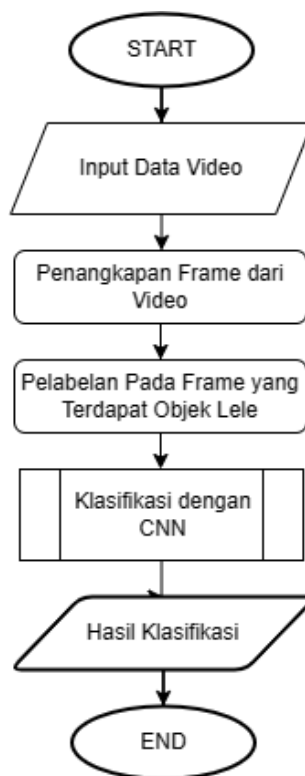 START
Input Data Video
Penangkapan Frame dari
Video
Pelabelan Pada Frame yang
Terdapat Objek Lele
Klasifikasi dengan
CNN
Hasil Klasifikasi
END